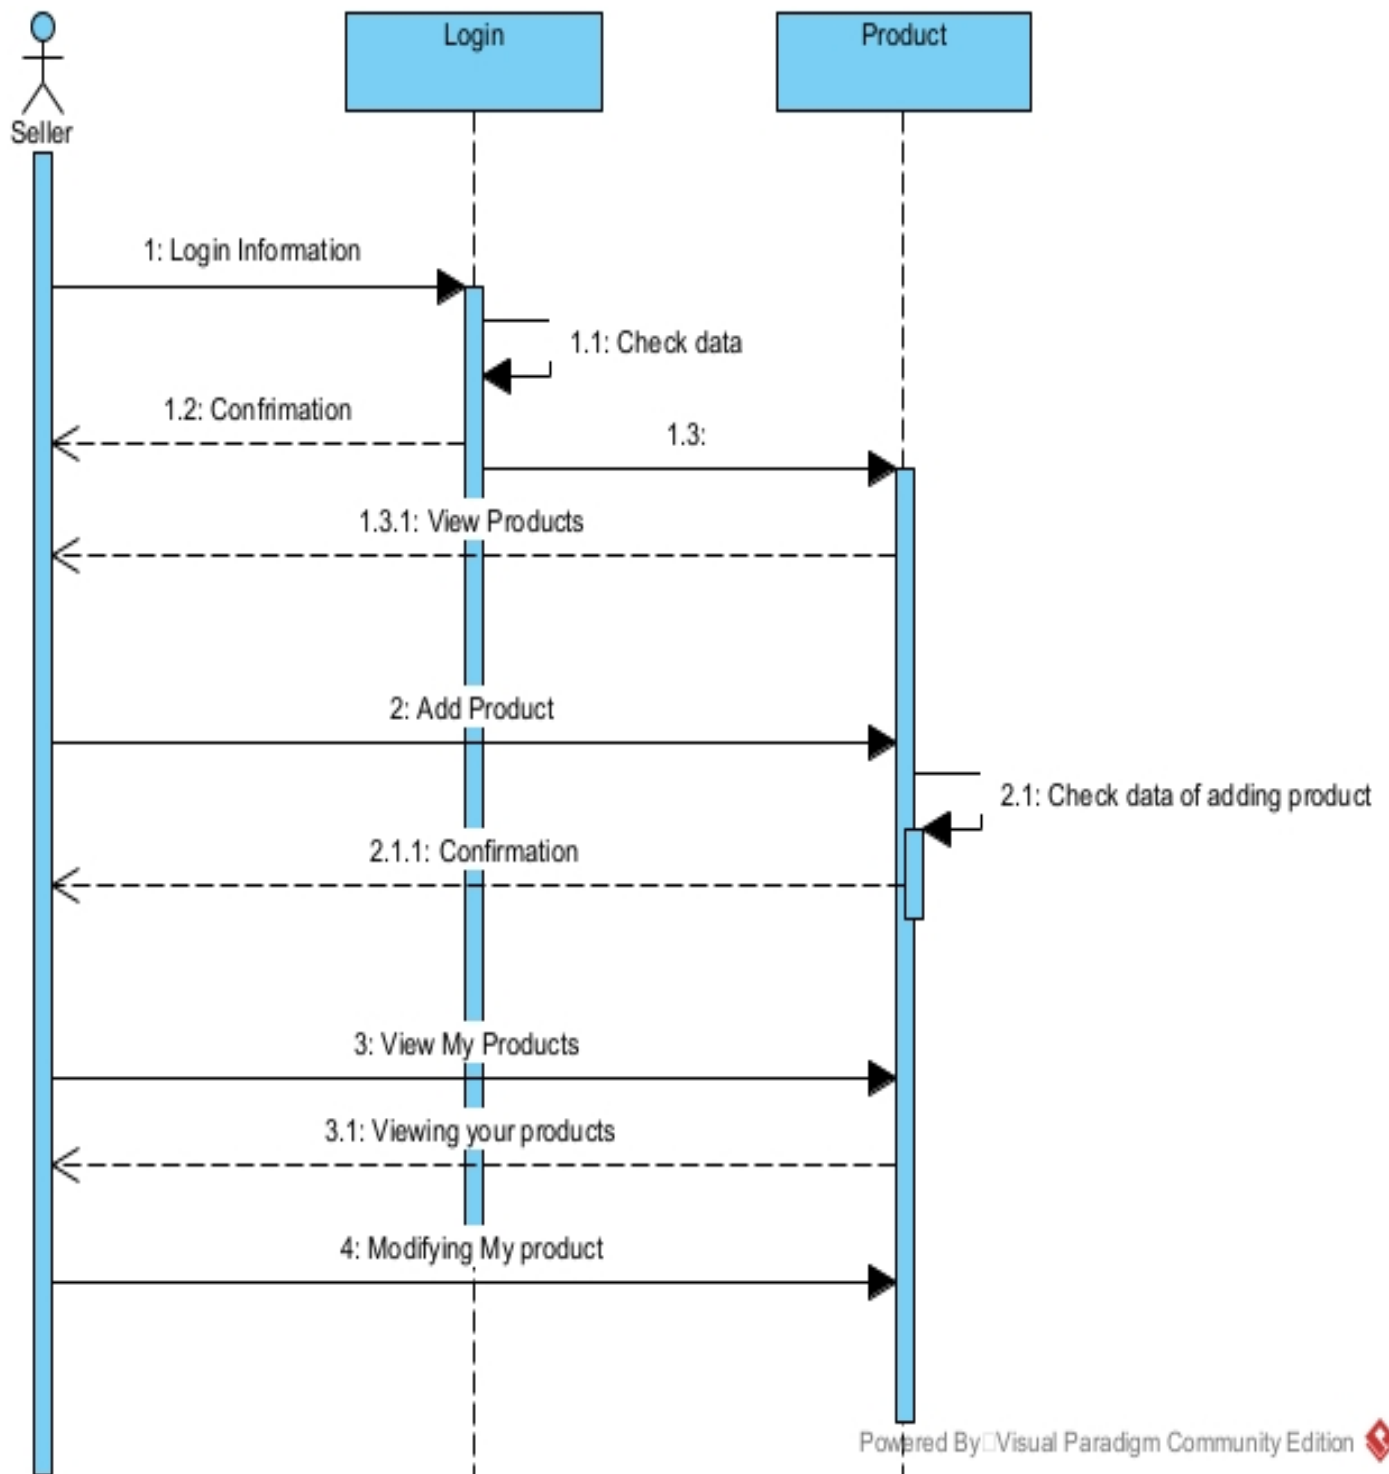 Login
Product
Seller
1: Login Information
1.1: Check data
1.2: Confrimation
1.3:
1.3.1: View Products
2: Add Product
2.1: Check data of adding product
2.1.1: Confirmation
3: View My Products
3.1: Viewing your products
4: Modifying My product
Powered By Visual Paradigm Community Edition